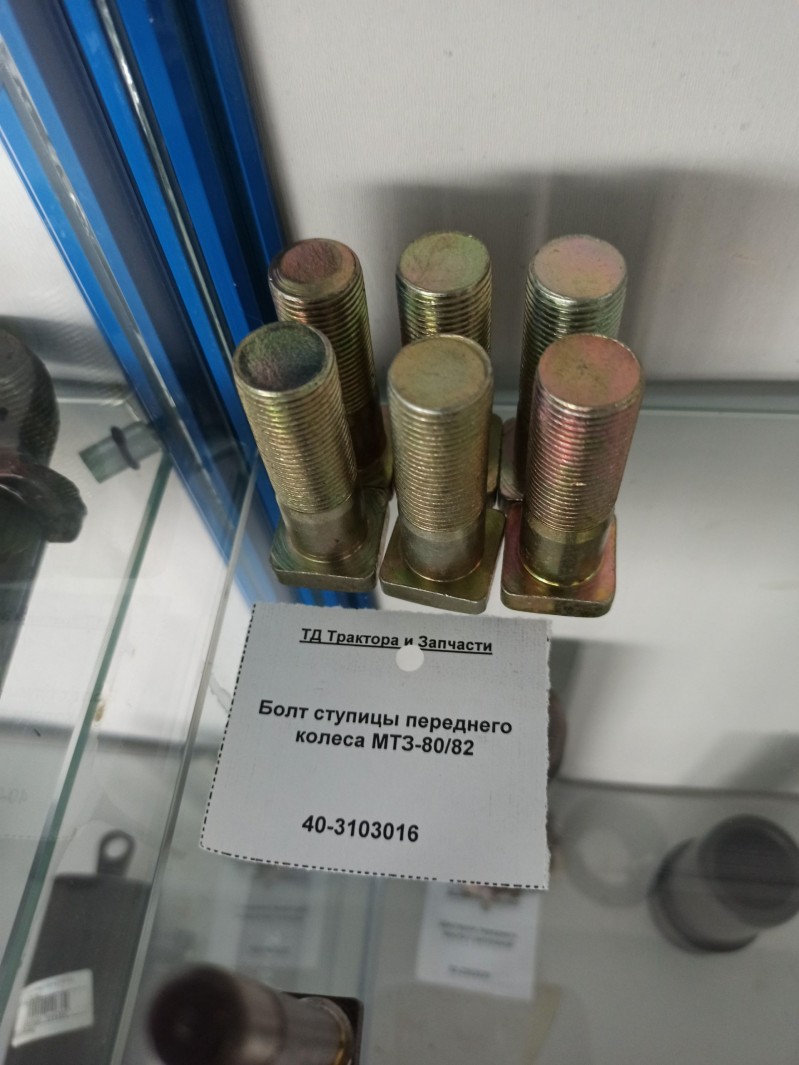 ТД Трактора и Запчасти
Болт ступицы переднего
колеса МТЗ-80/82
40-3103016